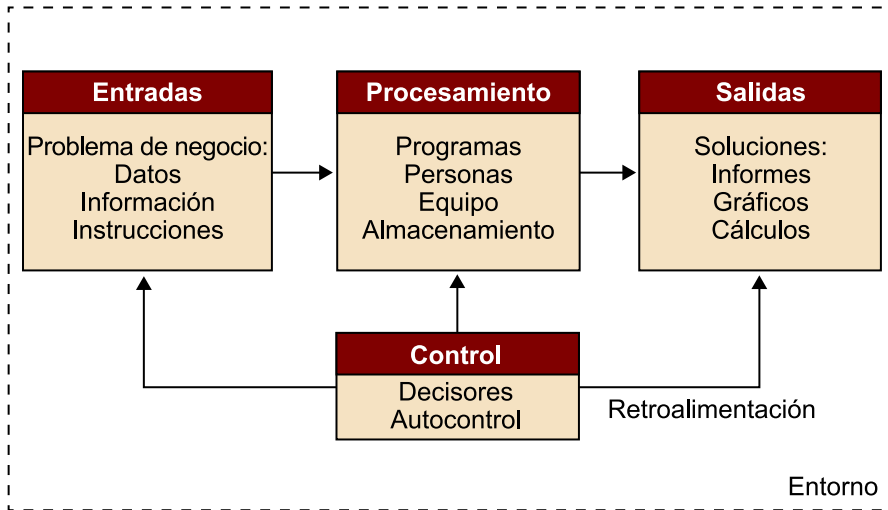 Entradas
Problema de negocio:
Datos
Información
Instrucciones
Procesamiento
Programas
Personas
Equipo
Almacenamiento
Salidas
Soluciones:
Informes
Gráficos
Cálculos
Control
Decisores
Autocontrol
Retroalimentación
Entorno